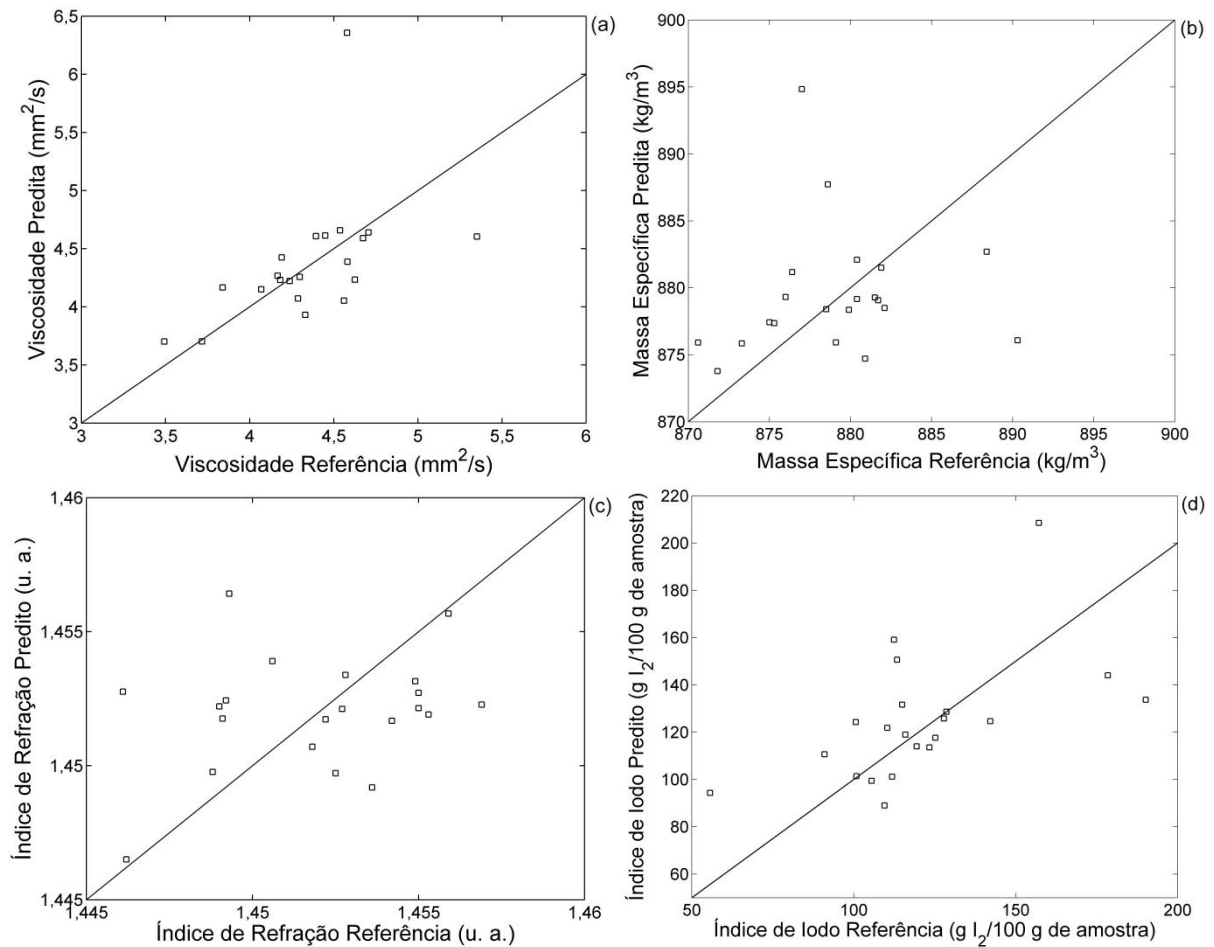 (a)
Viscosidade Predita (mm²/s)
6,5
6
5,5
5
4,5
4
3,5
3
3 3,5 4 4,5 5 5,5 6
Viscosidade Referência (mm²/s)
(b)
Massa Específica Predita (kg/m³)
900
895
890
885
880
875
870
870 875 880 885 890 895 900
Massa Específica Referência (kg/m³)
(c)
Índice de Refração Predito (u. a.)
1,46
1,455
1,45
1,445
1,445 1,45 1,455 1,46
Índice de Refração Referência (u. a.)
(d)
Índice de Iodo Predito (g I₂/100 g de amostra)
220
200
180
160
140
120
100
80
60
50 100 150 200
Índice de Iodo Referência (g I₂/100 g de amostra)